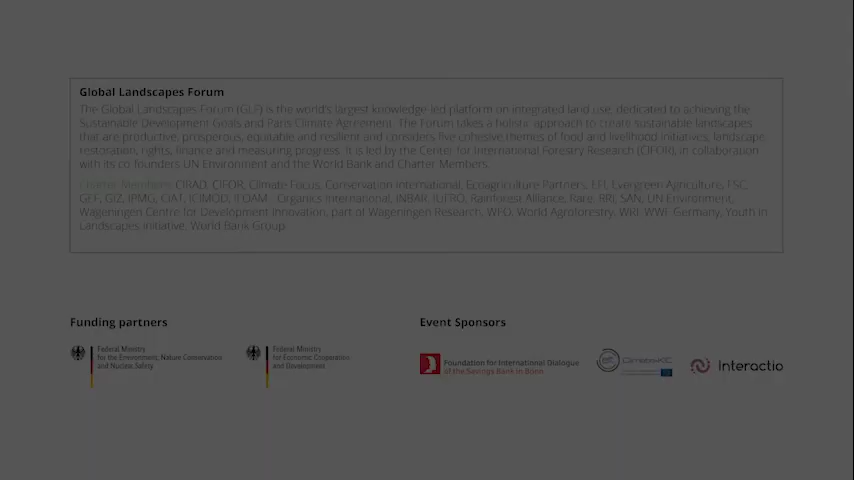 Global Landscapes Forum
The Global Landscapes Forum (GLF) is the world's largest knowledge-led platform on integrated land use, dedicated to achieving the
Sustainable Development Goals and Paris Climate Agreement. The Forum takes a holistic approach to create sustainable landscapes
that are productive, prosperous, equitable and resilient and considers five cohesive themes of food and livelihood initiatives, landscape
restoration, rights, finance and measuring progress. It is led by the Center for International Forestry Research (CIFOR), in collaboration
with its co-founders UN Environment and the World Bank and Charter Members.
Charter Members: CIRAD, CIFOR, Climate Focus, Conservation International, Ecoagriculture Partners, EFI, Evergreen Agriculture, FSC,
GEF, GIZ, IPMG, CIAT, ICIMOD, IFOAM - Organics International, INBAR, IUFRO, Rainforest Alliance, Rare, RRI, SAN, UN Environment,
Wageningen Centre for Development Innovation, part of Wageningen Research, WFO, World Agroforestry, WRI, WWF Germany, Youth in
Landscapes Initiative, World Bank Group
Funding partners
Event Sponsors
Federal Ministry
for the Environment, Nature Conservation
and Nuclear Safety
Federal Ministry
for Economic Cooperation
and Development
Foundation for International Dialogue
of the Savings Bank in Bonn
Climate-KIC
Interactio